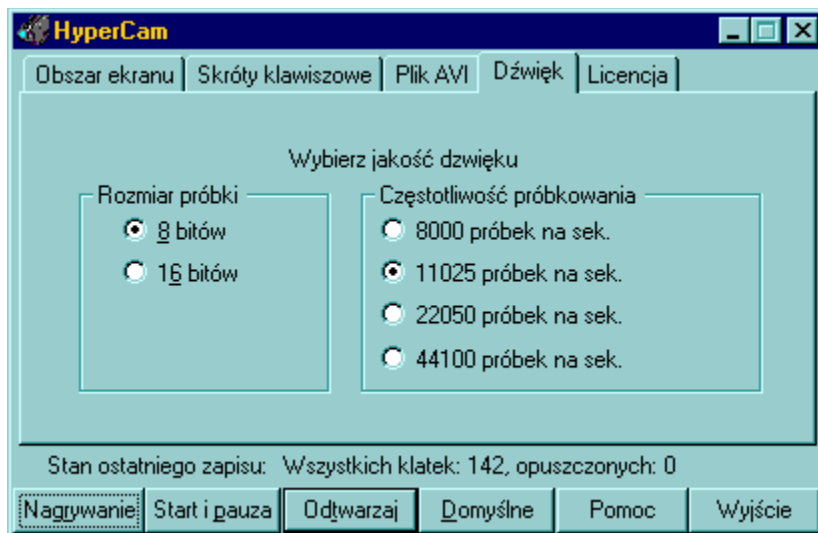 HyperCam
Obszar ekranu Skróty klawiszowe Plik AVI Dźwięk Licencja
Wybierz jakość dzwięku
Rozmiar próbki
8 bitów
16 bitów
Częstotliwość próbkowania
8000 próbek na sek.
11025 próbek na sek.
22050 próbek na sek.
44100 próbek na sek.
Stan ostatniego zapisu: Wszystkich klatek: 142, opuszczonych: 0
Nagrywanie Start i pauza Odtwarzaj Domyślne Pomoc Wyjście